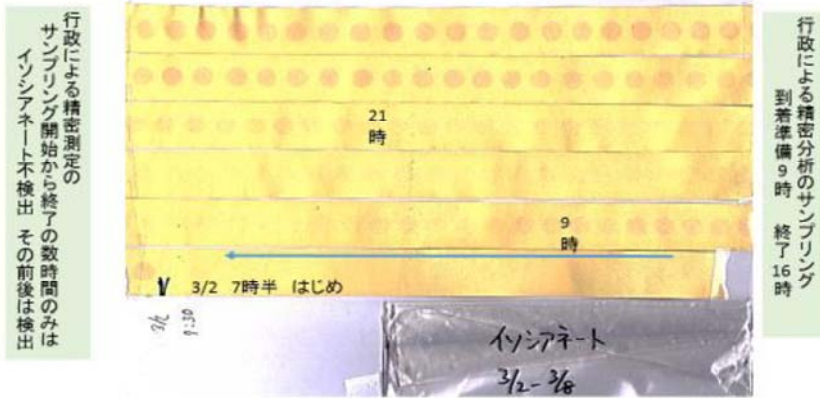 行政による精密測定の
サンプリング開始から終了の数時間のみは
イソシアネート不検出 その前後は検出
21
時
9
時
3/2 7時半 はじめ
イソシアネート
3/2-3/8
行政による精密分析のサンプリング
到着準備9時 終了16時